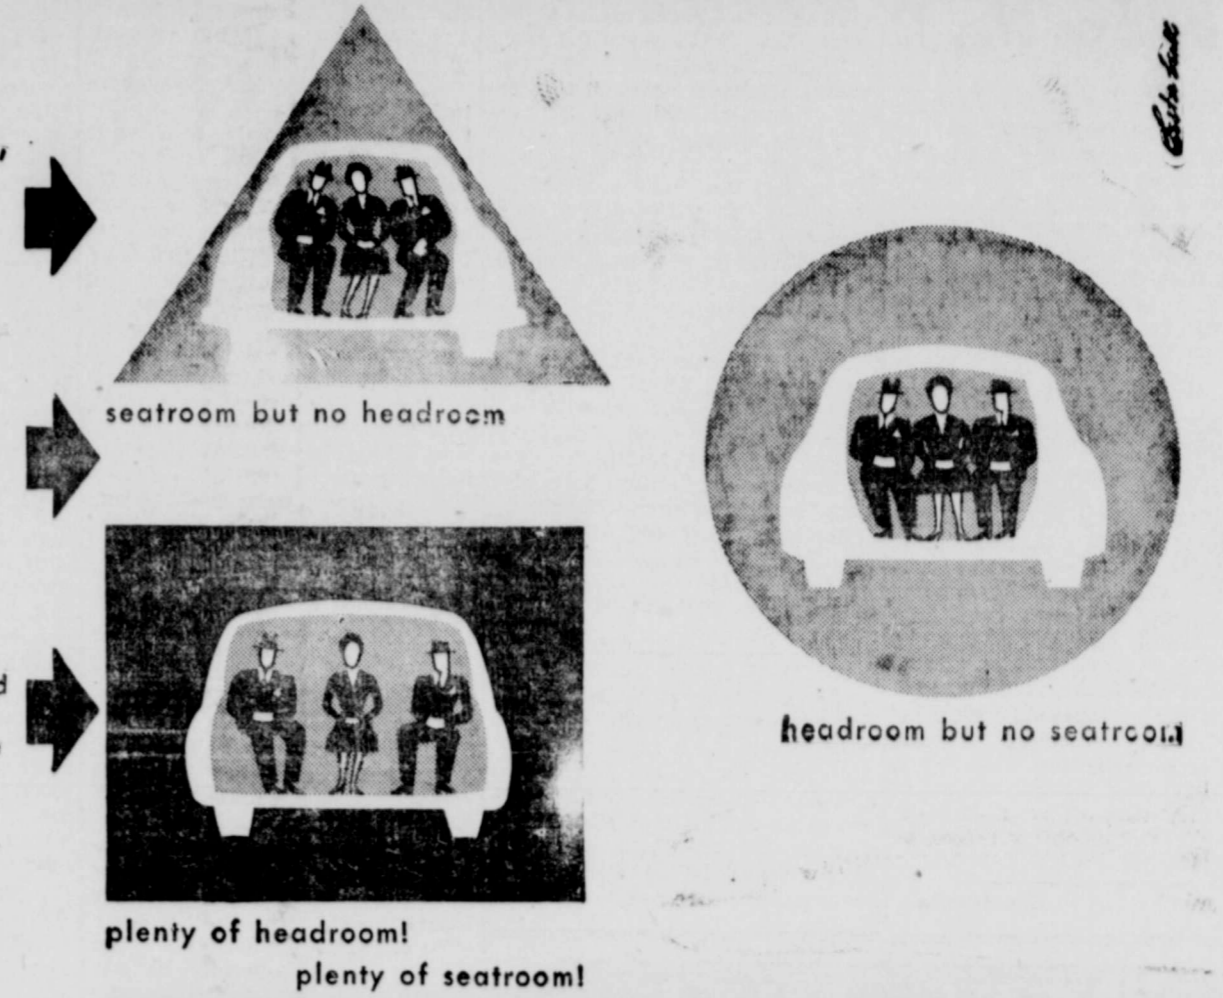 seatroom but no headroom
headroom but no seatroom
plenty of headroom!
plenty of seatroom!